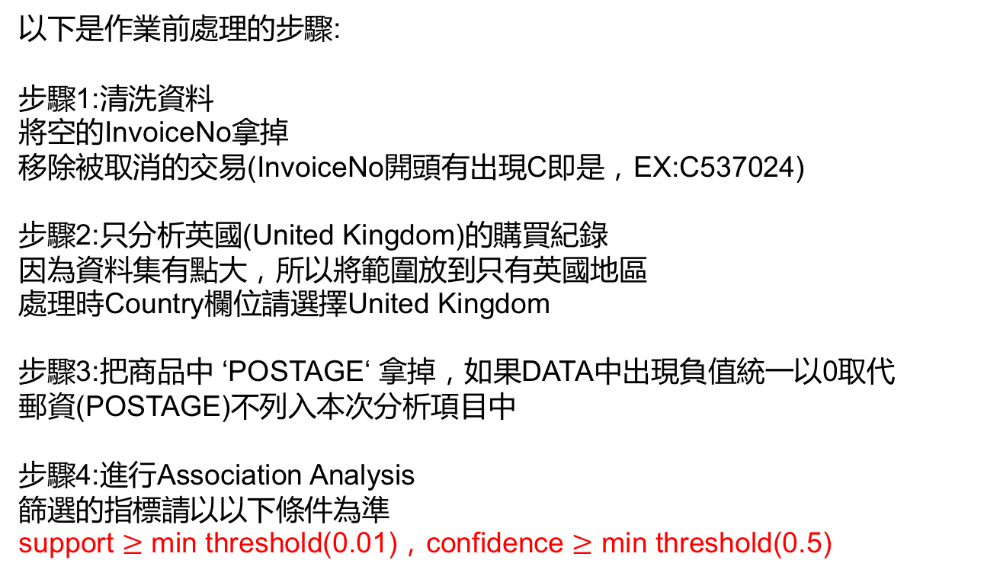 以下是作業前處理的步驟:
步驟1:清洗資料
將空的InvoiceNo拿掉
移除被取消的交易(InvoiceNo開頭有出現C即是，EX:C537024)
步驟2:只分析英國(United Kingdom)的購買紀錄
因為資料集有點大，所以將範圍放到只有英國地區
處理時Country欄位請選擇United Kingdom
步驟3:把商品中 ‘POSTAGE‘ 拿掉，如果DATA中出現負值統一以0取代
郵資(POSTAGE)不列入本次分析項目中
步驟4:進行Association Analysis
篩選的指標請以以下條件為準
support ≥ min threshold(0.01)，confidence ≥ min threshold(0.5)